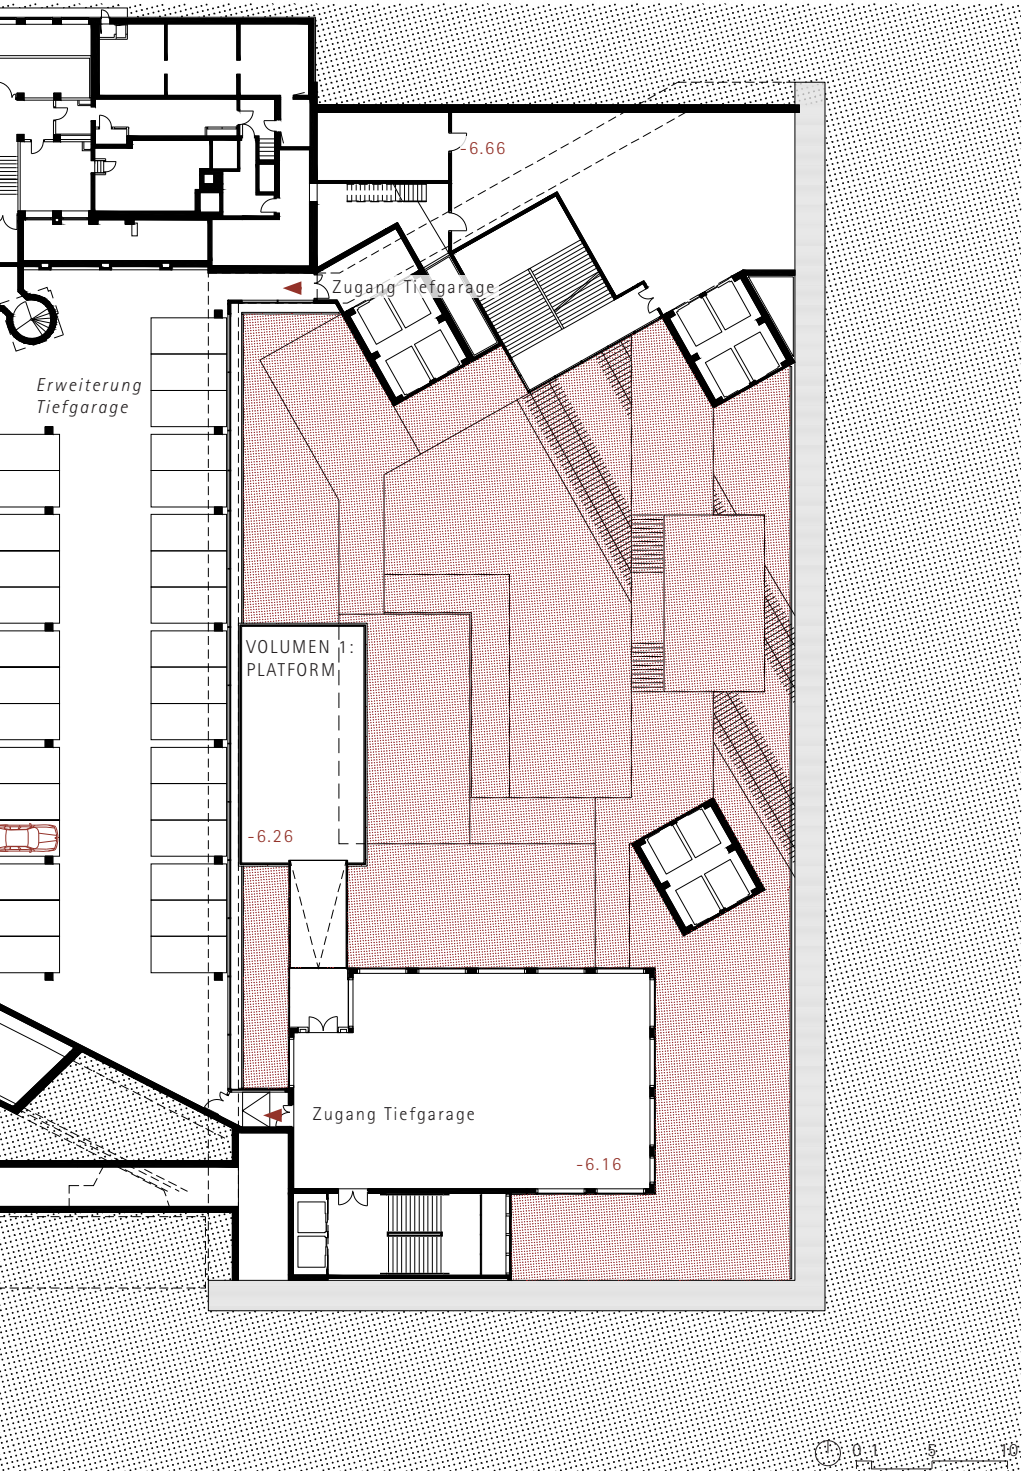 -6.66
Zugang Tiefgarage
Erweiterung
Tiefgarage
VOLUMEN 1:
PLATFORM
-6.26
Zugang Tiefgarage
-6.16
0 1 5 10